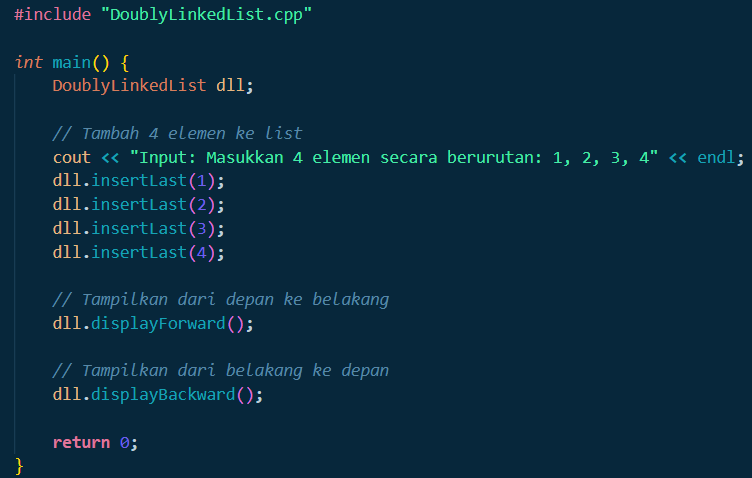 #include "DoublyLinkedList.cpp"
int main() {
DoublyLinkedList dll;
// Tambah 4 elemen ke list
cout << "Input: Masukkan 4 elemen secara berurutan: 1, 2, 3, 4" << endl;
dll.insertLast(1);
dll.insertLast(2);
dll.insertLast(3);
dll.insertLast(4);
// Tampilkan dari depan ke belakang
dll.displayForward();
// Tampilkan dari belakang ke depan
dll.displayBackward();
return 0;
}